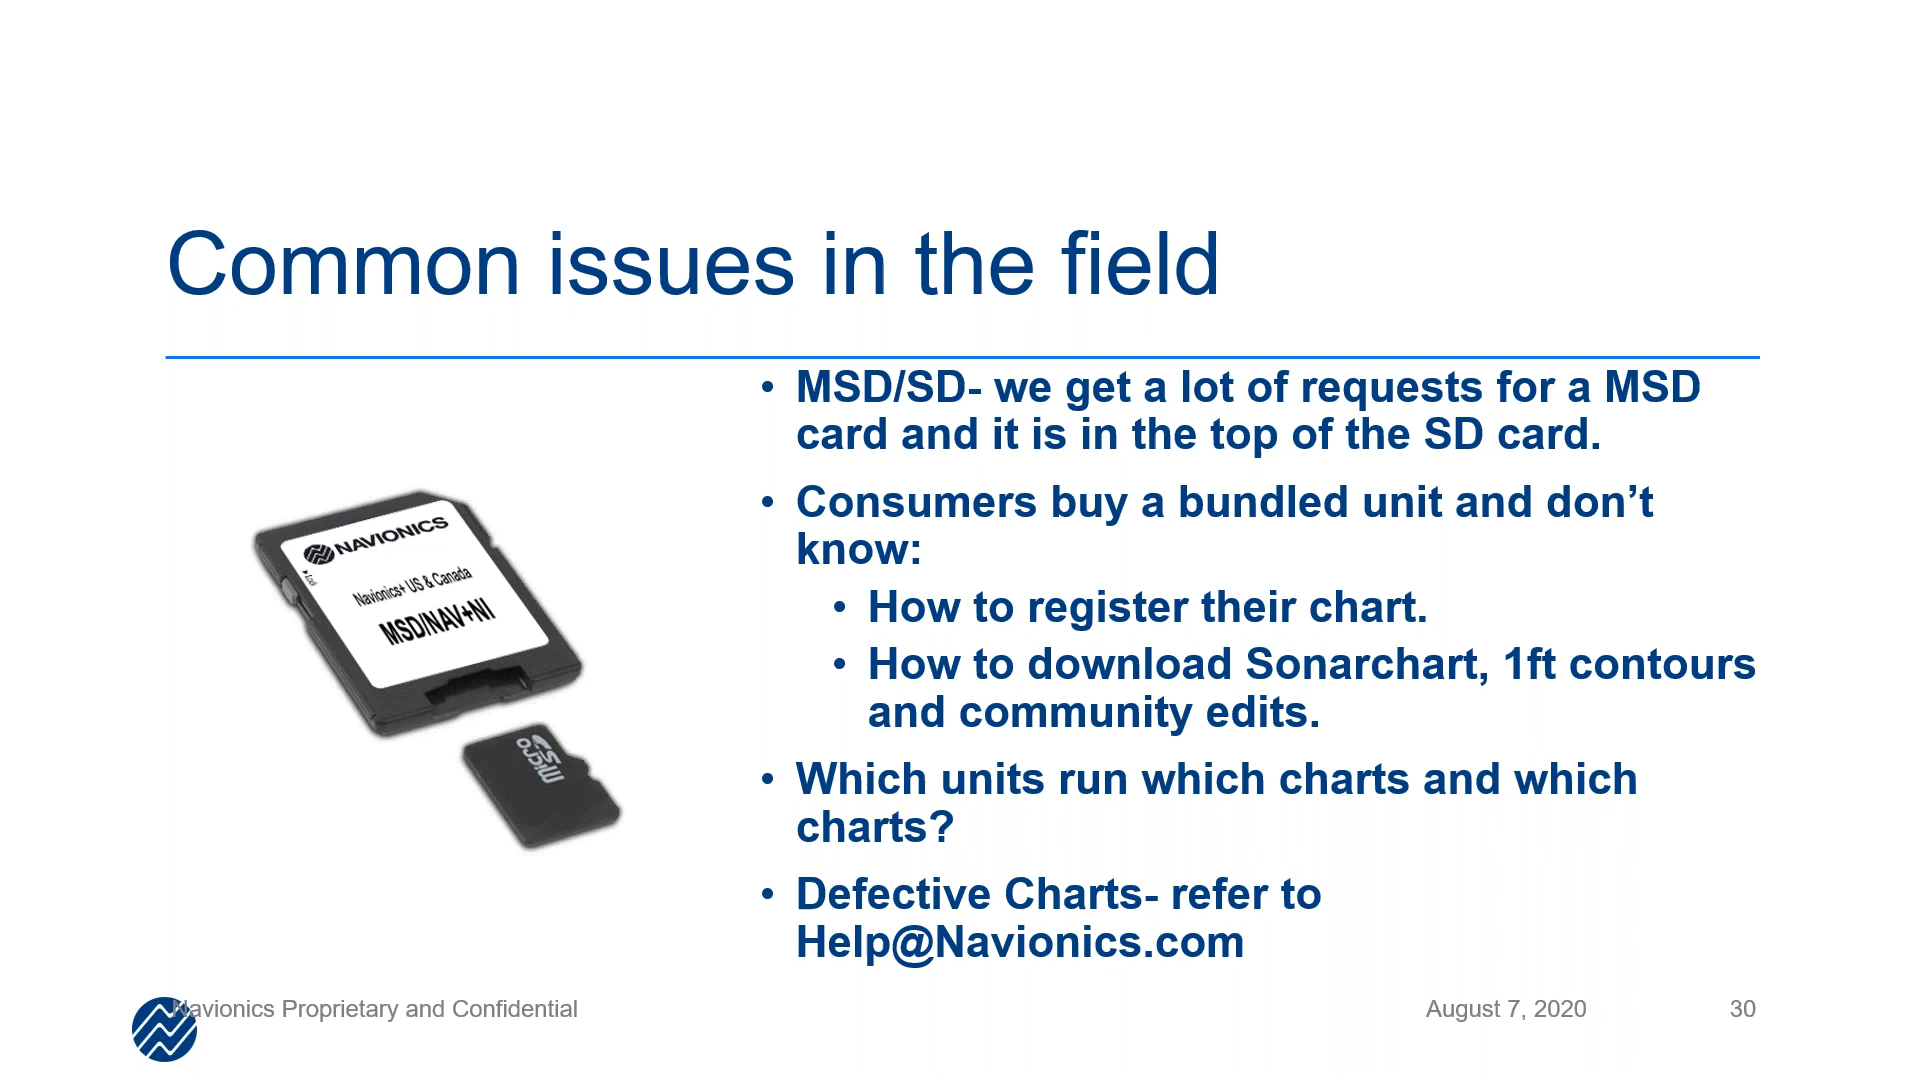 Common issues in the field
• MSD/SD- we get a lot of requests for a MSD
card and it is in the top of the SD card.
• Consumers buy a bundled unit and don’t
know:
• How to register their chart.
• How to download Sonarchart, 1ft contours
and community edits.
• Which units run which charts and which
charts?
• Defective Charts- refer to
Help@Navionics.com
NAVIONICS
Lock
Navionics+ US & Canada
MSD/NAV+NI
micro
Navionics Proprietary and Confidential
August 7, 2020
30